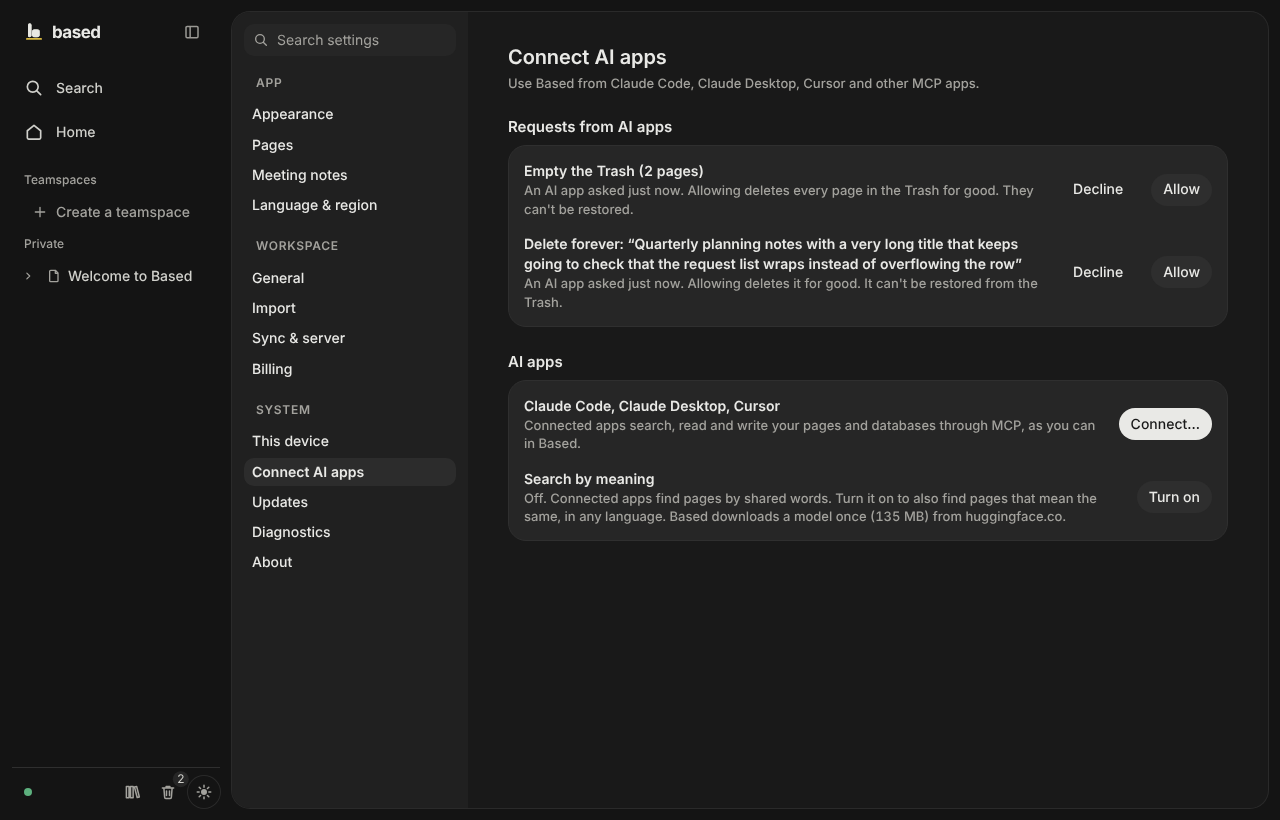 based
Search
Home
Teamspaces
Create a teamspace
Private
Welcome to Based
2
Search settings
APP
Appearance
Pages
Meeting notes
Language & region
WORKSPACE
General
Import
Sync & server
Billing
SYSTEM
This device
Connect AI apps
Updates
Diagnostics
About
Connect AI apps
Use Based from Claude Code, Claude Desktop, Cursor and other MCP apps.
Requests from AI apps
Empty the Trash (2 pages)
An AI app asked just now. Allowing deletes every page in the Trash for good. They
can't be restored.
Decline
Allow
Delete forever: “Quarterly planning notes with a very long title that keeps
going to check that the request list wraps instead of overflowing the row”
An AI app asked just now. Allowing deletes it for good. It can't be restored from the
Trash.
Decline
Allow
AI apps
Claude Code, Claude Desktop, Cursor
Connected apps search, read and write your pages and databases through MCP, as you can
in Based.
Connect...
Search by meaning
Off. Connected apps find pages by shared words. Turn it on to also find pages that mean the
same, in any language. Based downloads a model once (135 MB) from huggingface.co.
Turn on